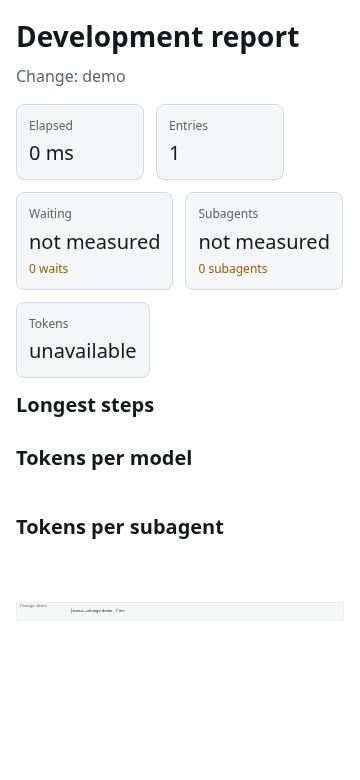 Development report
Change: demo
Elapsed
0 ms
Entries
1
Waiting
not measured
0 waits
Subagents
not measured
0 subagents
Tokens
unavailable
Longest steps
Tokens per model
Tokens per subagent
Change: demo